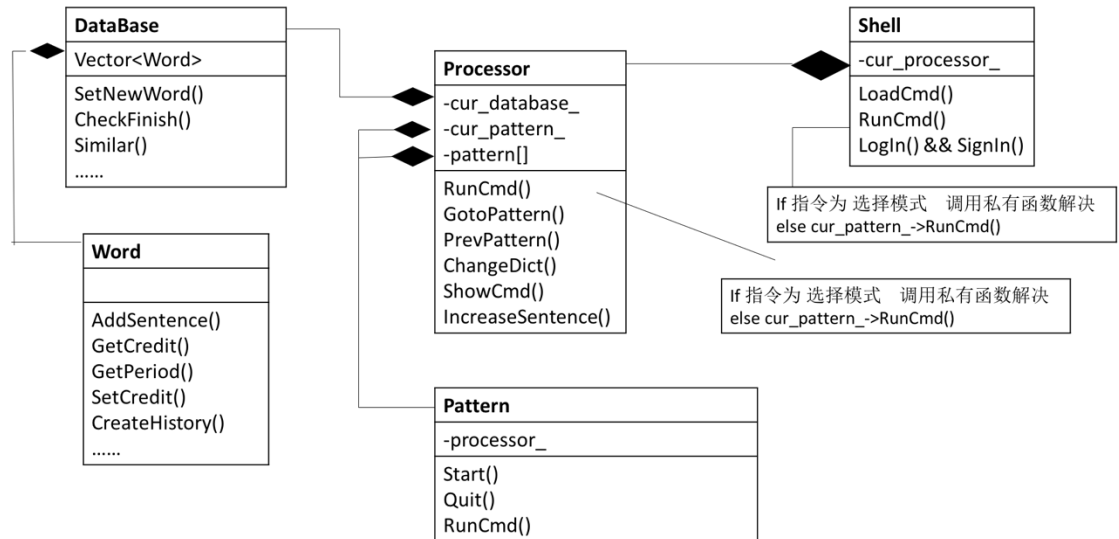 DataBase
Vector<Word>
SetNewWord()
CheckFinish()
Similar()
......
Word
AddSentence()
GetCredit()
GetPeriod()
SetCredit()
CreateHistory()
......
Processor
-cur_database_
-cur_pattern_
-pattern[]
RunCmd()
GotoPattern()
PrevPattern()
ChangeDict()
ShowCmd()
IncreaseSentence()
Pattern
-processor_
Start()
Quit()
RunCmd()
Shell
-cur_processor_
LoadCmd()
RunCmd()
LogIn() && SignIn()
If 指令为 选择模式 调用私有函数解决
else cur_pattern_->RunCmd()
If 指令为 选择模式 调用私有函数解决
else cur_pattern_->RunCmd()